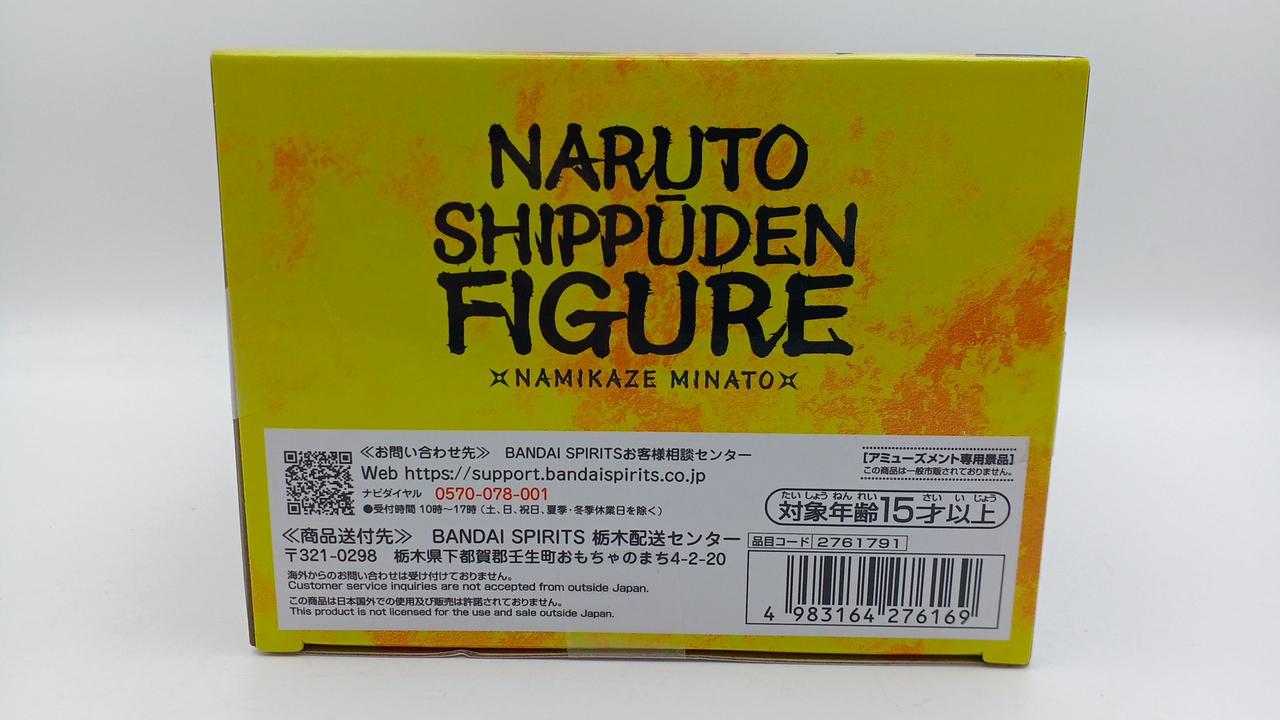 NARUTO
SHIPPŪDEN
FIGURE
NAMIKAZE MINATO
≪お問い合わせ先≫ BANDAI SPIRITSお客様相談センター
Web https://support.bandaispirits.co.jp
ナビダイヤル 0570-078-001
●受付時間 10時〜17時(土、日、祝日、夏季・冬季休業日を除く)
≪商品送付先≫ BANDAI SPIRITS 栃木配送センター
〒321-0298 栃木県下都賀郡壬生町おもちゃのまち4-2-20
海外からのお問い合わせは受け付けておりません。
Customer service inquiries are not accepted from outside Japan.
この商品は日本国外での使用及び販売は許諾されておりません。
This product is not licensed for the use and sale outside Japan.
[アミューズメント専用景品]
この商品は一般市販されておりません。
たいしょうねんれい さいいじょう
対象年齢15才以上
品目コード 2761791
4 983164 276169